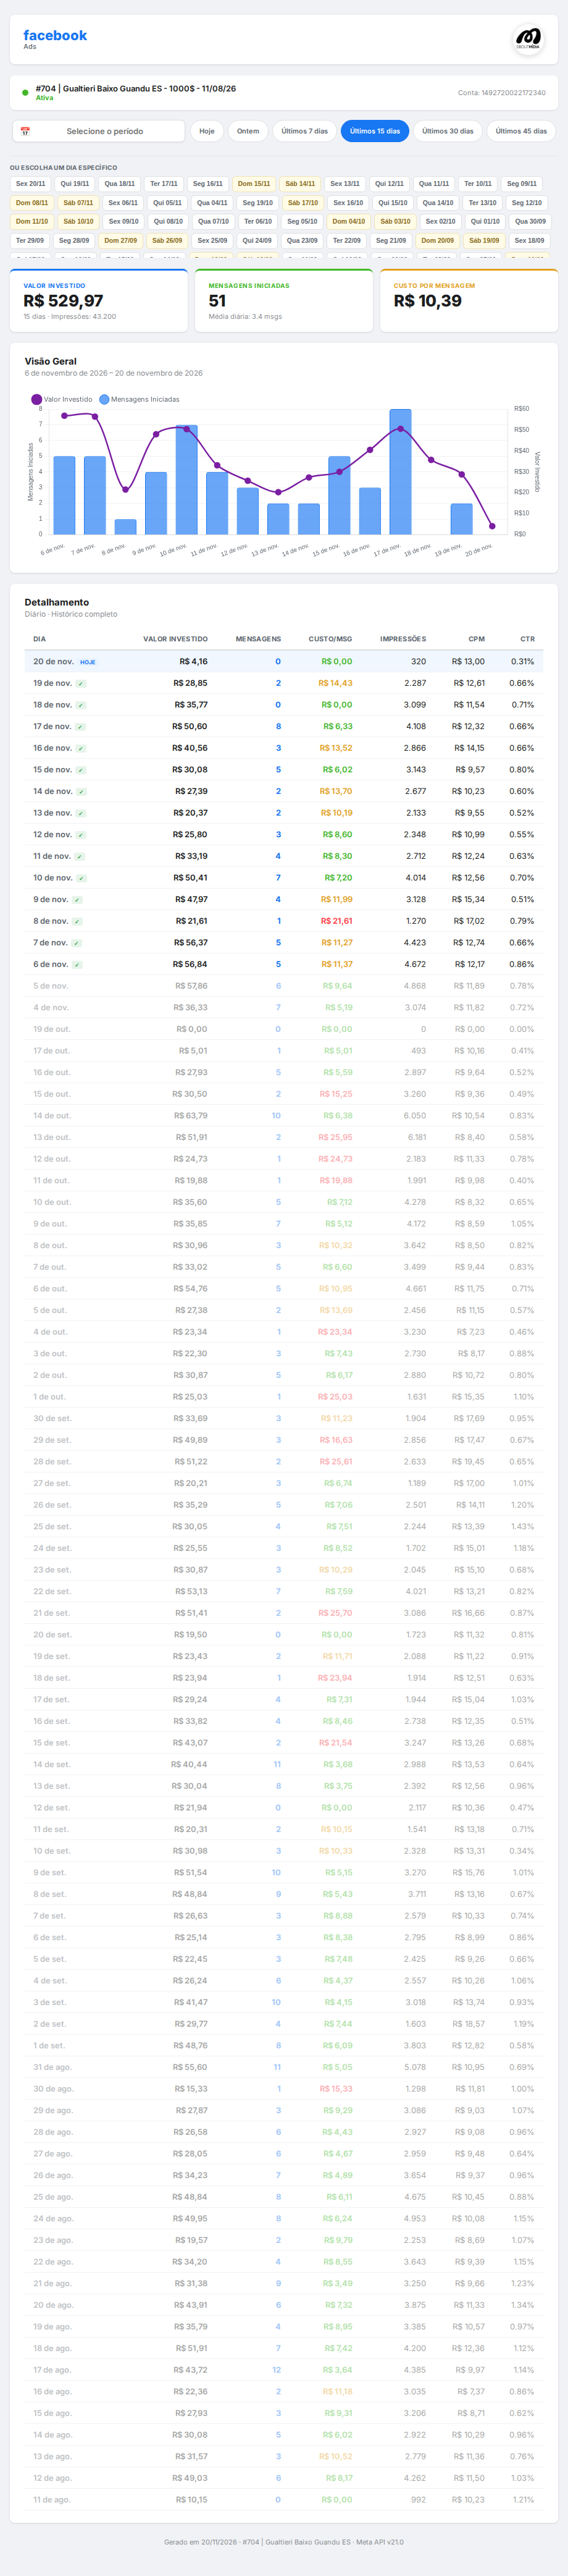 facebook
Ads
#704 | Gualtieri Baixo Guandu ES - 1000$ - 11/08/26
Ativa
Conta: 1492720022172340
Selecione o período
Hoje
Ontem
Últimos 7 dias
Últimos 15 dias
Últimos 30 dias
Últimos 45 dias
OU ESCOLHA UM DIA ESPECÍFICO
Sex 20/11 Qui 19/11 Qua 18/11 Ter 17/11 Seg 16/11 Dom 15/11 Sáb 14/11 Sex 13/11 Qui 12/11 Qua 11/11 Ter 10/11 Seg 09/11
Dom 08/11 Sáb 07/11 Sex 06/11 Qui 05/11 Qua 04/11 Seg 19/10 Sáb 17/10 Sex 16/10 Qui 15/10 Qua 14/10 Ter 13/10 Seg 12/10
Dom 11/10 Sáb 10/10 Sex 09/10 Qui 08/10 Qua 07/10 Ter 06/10 Seg 05/10 Dom 04/10 Sáb 03/10 Sex 02/10 Qui 01/10 Qua 30/09
Ter 29/09 Seg 28/09 Dom 27/09 Sáb 26/09 Sex 25/09 Qui 24/09 Qua 23/09 Ter 22/09 Seg 21/09 Dom 20/09 Sáb 19/09 Sex 18/09
VALOR INVESTIDO
R$ 529,97
15 dias · Impressões: 43.200
MENSAGENS INICIADAS
51
Média diária: 3.4 msgs
CUSTO POR MENSAGEM
R$ 10,39
Visão Geral
6 de novembro de 2026 – 20 de novembro de 2026
Valor Investido Mensagens Iniciadas
8 R$60
7 R$50
6 R$40
5 R$30
4 R$20
3 R$10
2 R$0
1
0
Mensagens Iniciadas
Valor Investido
6 de nov. 7 de nov. 8 de nov. 9 de nov. 10 de nov. 11 de nov. 12 de nov. 13 de nov. 14 de nov. 15 de nov. 16 de nov. 17 de nov. 18 de nov. 19 de nov. 20 de nov.
Detalhamento
Diário · Histórico completo
DIA VALOR INVESTIDO MENSAGENS CUSTO/MSG IMPRESSÕES CPM CTR
20 de nov. HOJE R$ 4,16 0 R$ 0,00 320 R$ 13,00 0.31%
19 de nov. ✓ R$ 28,85 2 R$ 14,43 2.287 R$ 12,61 0.66%
18 de nov. ✓ R$ 35,77 0 R$ 0,00 3.099 R$ 11,54 0.71%
17 de nov. ✓ R$ 50,60 8 R$ 6,33 4.108 R$ 12,32 0.66%
16 de nov. ✓ R$ 40,56 3 R$ 13,52 2.866 R$ 14,15 0.66%
15 de nov. ✓ R$ 30,08 5 R$ 6,02 3.143 R$ 9,57 0.80%
14 de nov. ✓ R$ 27,39 2 R$ 13,70 2.677 R$ 10,23 0.60%
13 de nov. ✓ R$ 20,37 2 R$ 10,19 2.133 R$ 9,55 0.52%
12 de nov. ✓ R$ 25,80 3 R$ 8,60 2.348 R$ 10,99 0.55%
11 de nov. ✓ R$ 33,19 4 R$ 8,30 2.712 R$ 12,24 0.63%
10 de nov. ✓ R$ 50,41 7 R$ 7,20 4.014 R$ 12,56 0.70%
9 de nov. ✓ R$ 47,97 4 R$ 11,99 3.128 R$ 15,34 0.51%
8 de nov. ✓ R$ 21,61 1 R$ 21,61 1.270 R$ 17,02 0.79%
7 de nov. ✓ R$ 56,37 5 R$ 11,27 4.423 R$ 12,74 0.66%
6 de nov. ✓ R$ 56,84 5 R$ 11,37 4.672 R$ 12,17 0.86%
5 de nov. R$ 57,86 6 R$ 9,64 4.868 R$ 11,89 0.78%
4 de nov. R$ 36,33 7 R$ 5,19 3.074 R$ 11,82 0.72%
19 de out. R$ 0,00 0 R$ 0,00 0 R$ 0,00 0.00%
17 de out. R$ 5,01 1 R$ 5,01 493 R$ 10,16 0.41%
16 de out. R$ 27,93 5 R$ 5,59 2.897 R$ 9,64 0.52%
15 de out. R$ 30,50 2 R$ 15,25 3.260 R$ 9,36 0.49%
14 de out. R$ 63,79 10 R$ 6,38 6.050 R$ 10,54 0.83%
13 de out. R$ 51,91 2 R$ 25,95 6.181 R$ 8,40 0.58%
12 de out. R$ 24,73 1 R$ 24,73 2.183 R$ 11,33 0.78%
11 de out. R$ 19,88 1 R$ 19,88 1.991 R$ 9,98 0.40%
10 de out. R$ 35,60 5 R$ 7,12 4.278 R$ 8,32 0.65%
9 de out. R$ 35,85 7 R$ 5,12 4.172 R$ 8,59 1.05%
8 de out. R$ 30,96 3 R$ 10,32 3.642 R$ 8,50 0.82%
7 de out. R$ 33,02 5 R$ 6,60 3.499 R$ 9,44 0.83%
6 de out. R$ 54,76 5 R$ 10,95 4.661 R$ 11,75 0.71%
5 de out. R$ 27,38 2 R$ 13,69 2.456 R$ 11,15 0.57%
4 de out. R$ 23,34 1 R$ 23,34 3.230 R$ 7,23 0.46%
3 de out. R$ 22,30 3 R$ 7,43 2.730 R$ 8,17 0.88%
2 de out. R$ 30,87 5 R$ 6,17 2.880 R$ 10,72 0.80%
1 de out. R$ 25,03 1 R$ 25,03 1.631 R$ 15,35 1.10%
30 de set. R$ 33,69 3 R$ 11,23 1.904 R$ 17,69 0.95%
29 de set. R$ 49,89 3 R$ 16,63 2.856 R$ 17,47 0.67%
28 de set. R$ 51,22 2 R$ 25,61 2.633 R$ 19,45 0.65%
27 de set. R$ 20,21 3 R$ 6,74 1.189 R$ 17,00 1.01%
26 de set. R$ 35,29 5 R$ 7,06 2.501 R$ 14,11 1.20%
25 de set. R$ 30,05 4 R$ 7,51 2.244 R$ 13,39 1.43%
24 de set. R$ 25,55 3 R$ 8,52 1.702 R$ 15,01 1.18%
23 de set. R$ 30,87 3 R$ 10,29 2.045 R$ 15,10 0.68%
22 de set. R$ 53,13 7 R$ 7,59 4.021 R$ 13,21 0.82%
21 de set. R$ 51,41 2 R$ 25,70 3.086 R$ 16,66 0.87%
20 de set. R$ 19,50 0 R$ 0,00 1.723 R$ 11,32 0.81%
19 de set. R$ 23,43 2 R$ 11,71 2.088 R$ 11,22 0.91%
18 de set. R$ 23,94 1 R$ 23,94 1.914 R$ 12,51 0.63%
17 de set. R$ 29,24 4 R$ 7,31 1.944 R$ 15,04 1.03%
16 de set. R$ 33,82 4 R$ 8,46 2.738 R$ 12,35 0.51%
15 de set. R$ 43,07 2 R$ 21,54 3.247 R$ 13,26 0.68%
14 de set. R$ 40,44 11 R$ 3,68 2.988 R$ 13,53 0.64%
13 de set. R$ 30,04 8 R$ 3,75 2.392 R$ 12,56 0.96%
12 de set. R$ 21,94 0 R$ 0,00 2.117 R$ 10,36 0.47%
11 de set. R$ 20,31 2 R$ 10,15 1.541 R$ 13,18 0.71%
10 de set. R$ 30,98 3 R$ 10,33 2.328 R$ 13,31 0.34%
9 de set. R$ 51,54 10 R$ 5,15 3.270 R$ 15,76 1.01%
8 de set. R$ 48,84 9 R$ 5,43 3.711 R$ 13,16 0.67%
7 de set. R$ 26,63 3 R$ 8,88 2.579 R$ 10,33 0.74%
6 de set. R$ 25,14 3 R$ 8,38 2.795 R$ 8,99 0.86%
5 de set. R$ 22,45 3 R$ 7,48 2.425 R$ 9,26 0.66%
4 de set. R$ 26,24 6 R$ 4,37 2.557 R$ 10,26 1.06%
3 de set. R$ 41,47 10 R$ 4,15 3.018 R$ 13,74 0.93%
2 de set. R$ 29,77 4 R$ 7,44 1.603 R$ 18,57 1.19%
1 de set. R$ 48,76 8 R$ 6,09 3.803 R$ 12,82 0.58%
31 de ago. R$ 55,60 11 R$ 5,05 5.078 R$ 10,95 0.69%
30 de ago. R$ 15,33 1 R$ 15,33 1.298 R$ 11,81 1.00%
29 de ago. R$ 27,87 3 R$ 9,29 3.086 R$ 9,03 1.07%
28 de ago. R$ 26,58 6 R$ 4,43 2.927 R$ 9,08 0.96%
27 de ago. R$ 28,05 6 R$ 4,67 2.959 R$ 9,48 0.64%
26 de ago. R$ 34,23 7 R$ 4,89 3.654 R$ 9,37 0.96%
25 de ago. R$ 48,84 8 R$ 6,11 4.675 R$ 10,45 0.88%
24 de ago. R$ 49,95 8 R$ 6,24 4.953 R$ 10,08 1.15%
23 de ago. R$ 19,57 2 R$ 9,79 2.253 R$ 8,69 1.07%
22 de ago. R$ 34,20 4 R$ 8,55 3.643 R$ 9,39 1.15%
21 de ago. R$ 31,38 9 R$ 3,49 3.250 R$ 9,66 1.23%
20 de ago. R$ 43,91 6 R$ 7,32 3.875 R$ 11,33 1.34%
19 de ago. R$ 35,79 4 R$ 8,95 3.385 R$ 10,57 0.97%
18 de ago. R$ 51,91 7 R$ 7,42 4.200 R$ 12,36 1.12%
17 de ago. R$ 43,72 12 R$ 3,64 4.385 R$ 9,97 1.14%
16 de ago. R$ 22,36 2 R$ 11,18 3.035 R$ 7,37 0.86%
15 de ago. R$ 27,93 3 R$ 9,31 3.206 R$ 8,71 0.62%
14 de ago. R$ 30,08 5 R$ 6,02 2.922 R$ 10,29 0.96%
13 de ago. R$ 31,57 3 R$ 10,52 2.779 R$ 11,36 0.76%
12 de ago. R$ 49,03 6 R$ 8,17 4.262 R$ 11,50 1.03%
11 de ago. R$ 10,15 0 R$ 0,00 992 R$ 10,23 1.21%
Gerado em 20/11/2026 · #704 | Gualtieri Baixo Guandu ES · Meta API v21.0